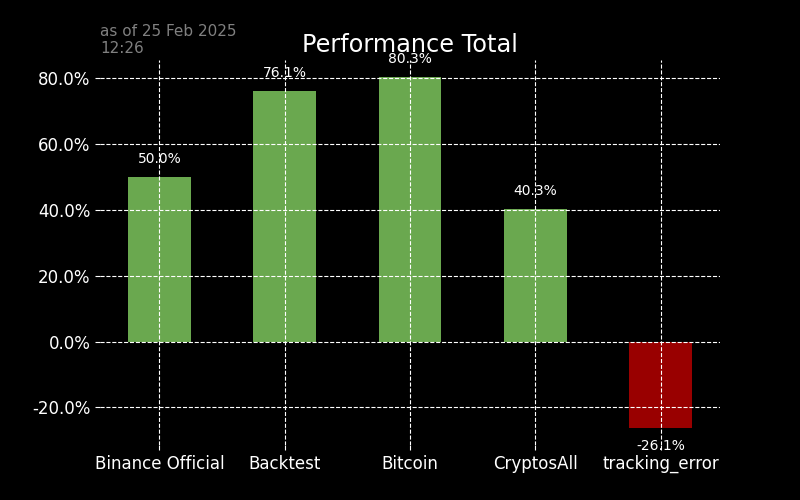 as of 25 Feb 2025
12:26
Performance Total
80.0%
60.0%
40.0%
20.0%
0.0%
-20.0%
50.0%
76.1%
80.3%
40.3%
-26.1%
Binance Official
Backtest
Bitcoin
CryptosAll
tracking_error